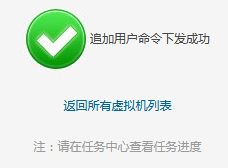 追加用户命令下发成功
返回所有虚拟机列表
注：请在任务中心查看任务进度